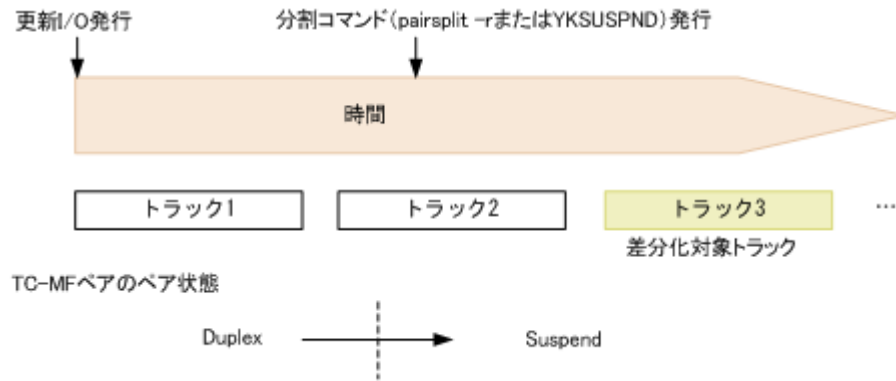 更新I/O発行
分割コマンド(pairsplit -rまたはYKSUSPND)発行
時間
トラック1
トラック2
トラック3
…
差分化対象トラック
TC-MFペアのペア状態
Duplex
Suspend